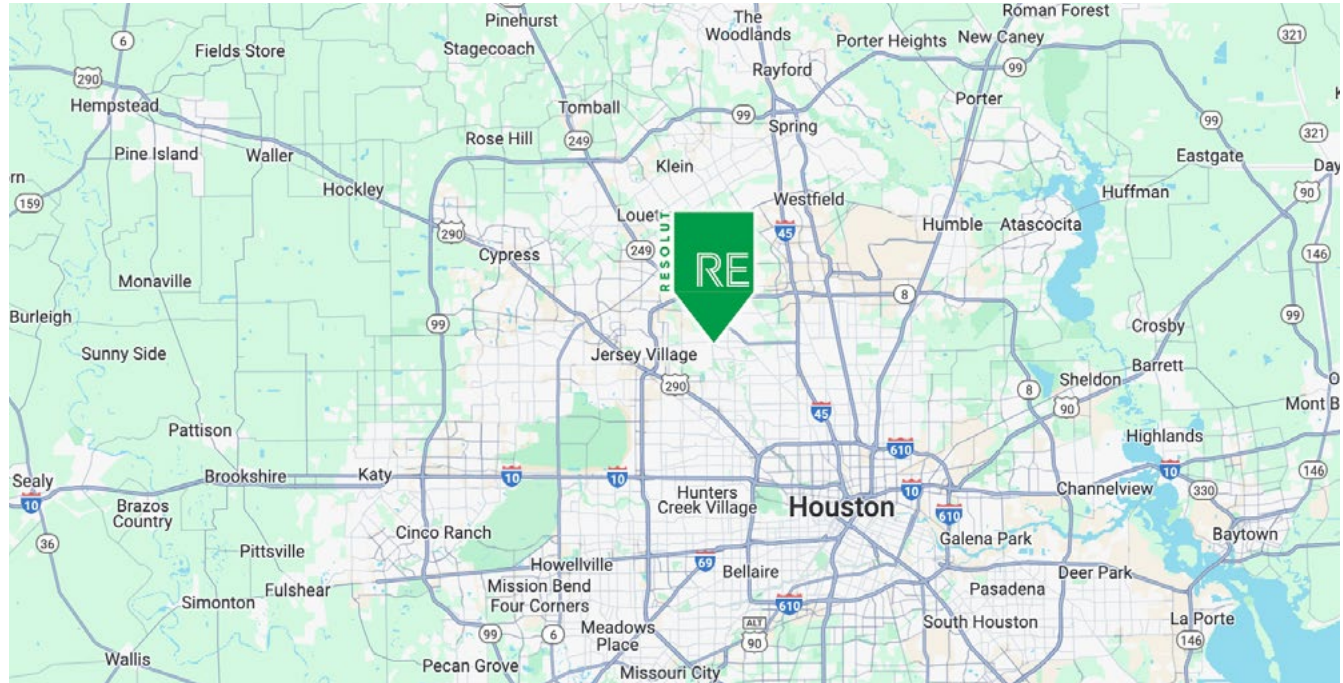 Pinehurst
The
Woodlands
Roman Forest
6
Fields Store
Stagecoach
Porter Heights
New Caney
321
290
Rayford
99
Hempstead
Tomball
99
Porter
Spring
99
Pine Island
Waller
Rose Hill
249
321
Klein
Eastgate
Day
Hockley
Westfield
Huffman
90
159
Humble
Atascocita
290
RESOLUT
RE
45
Cypress
249
146
Monaville
8
Burleigh
99
Crosby
99
Sunny Side
Jersey Village
Barrett
290
Sheldon
8
90
Mont B
45
Pattison
Highlands
610
Sealy
Brookshire
Katy
10
10
10
146
10
Hunters
Creek Village
10
Channelview
330
Brazos
Country
Houston
610
36
Cinco Ranch
Galena Park
Baytown
Pittsville
Howellville
69
Bellaire
Deer Park
Fulshear
Mission Bend
Pasadena
Simonton
Four Corners
610
La Porte
99
6
Meadows
Place
ALT
90
South Houston
146
Wallis
Pecan Grove
Missouri City